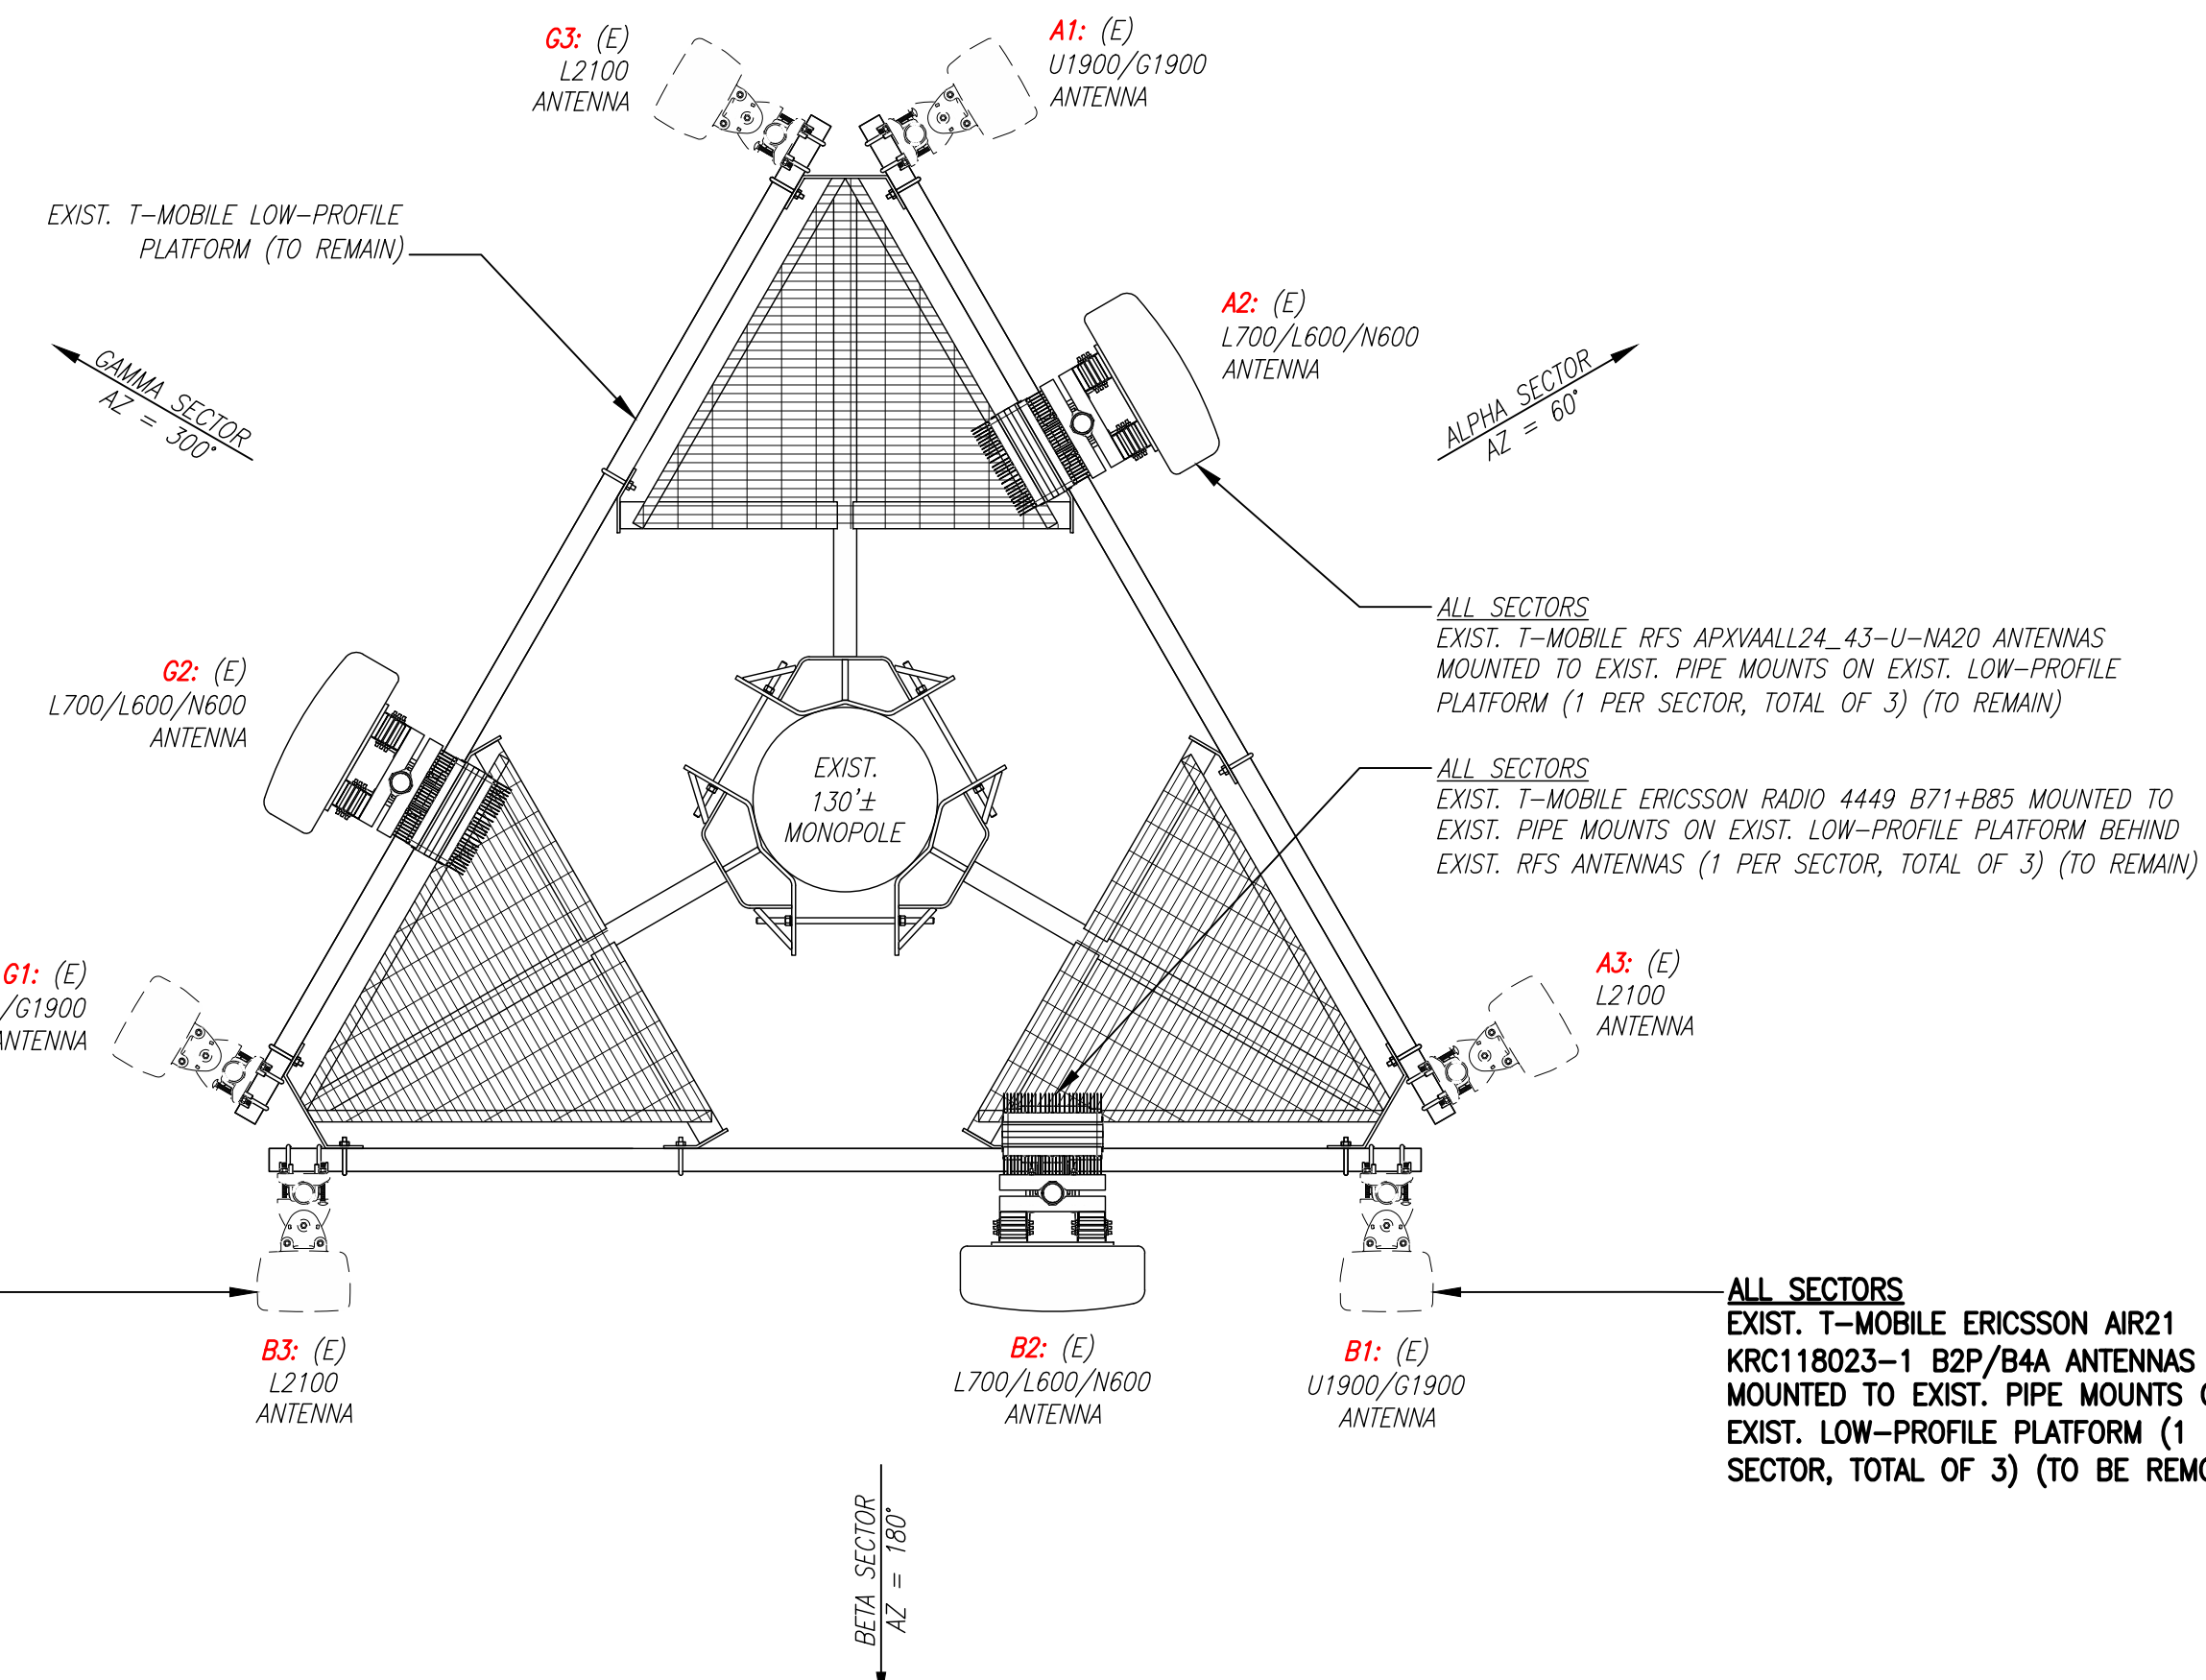 G3: (E)
L2100
ANTENNA
A1: (E)
U1900/G1900
ANTENNA
EXIST. T-MOBILE LOW-PROFILE
PLATFORM (TO REMAIN)
GAMMA SECTOR
AZ = 300°
A2: (E)
L700/L600/N600
ANTENNA
ALPHA SECTOR
AZ = 60°
ALL SECTORS
EXIST. T-MOBILE RFS APXVAALL24_43-U-NA20 ANTENNAS
MOUNTED TO EXIST. PIPE MOUNTS ON EXIST. LOW-PROFILE
PLATFORM (1 PER SECTOR, TOTAL OF 3) (TO REMAIN)
G2: (E)
L700/L600/N600
ANTENNA
EXIST.
130'±
MONOPOLE
ALL SECTORS
EXIST. T-MOBILE ERICSSON RADIO 4449 B71+B85 MOUNTED TO
EXIST. PIPE MOUNTS ON EXIST. LOW-PROFILE PLATFORM BEHIND
EXIST. RFS ANTENNAS (1 PER SECTOR, TOTAL OF 3) (TO REMAIN)
G1: (E)
/G1900
ANTENNA
A3: (E)
L2100
ANTENNA
B3: (E)
L2100
ANTENNA
B2: (E)
L700/L600/N600
ANTENNA
B1: (E)
U1900/G1900
ANTENNA
ALL SECTORS
EXIST. T-MOBILE ERICSSON AIR21
KRC118023-1 B2P/B4A ANTENNAS
MOUNTED TO EXIST. PIPE MOUNTS
EXIST. LOW-PROFILE PLATFORM (1
SECTOR, TOTAL OF 3) (TO BE
BETA SECTOR
AZ = 180°